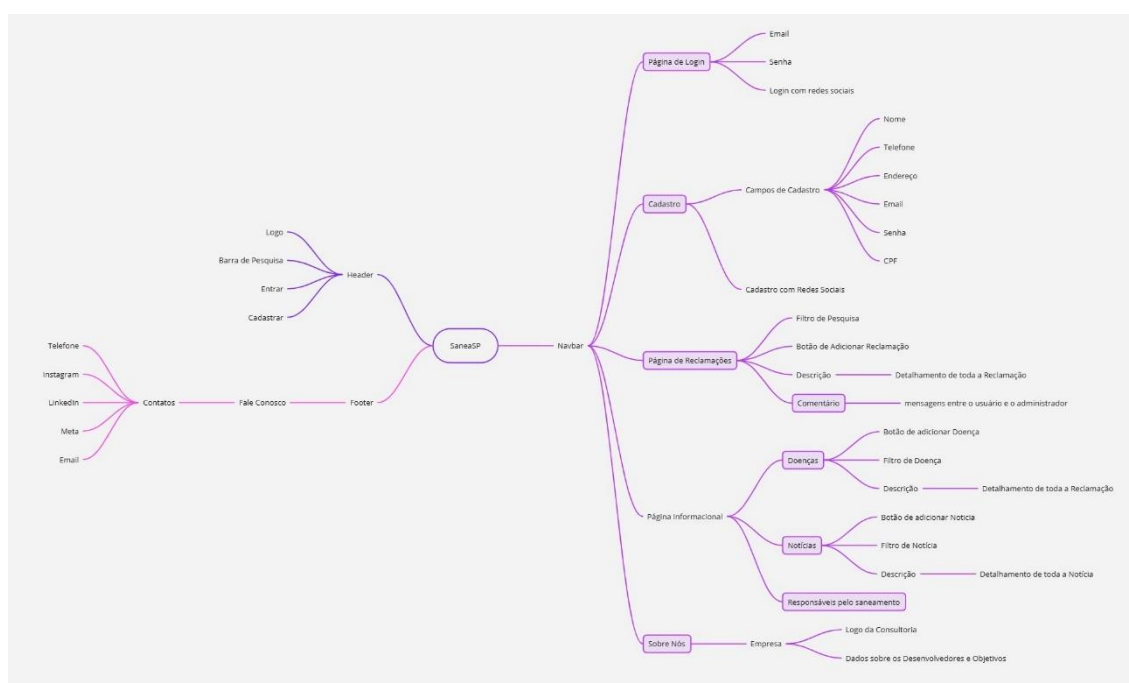 SaneaSP
Header
Logo
Barra de Pesquisa
Entrar
Cadastrar
Footer
Fale Conosco
Contatos
Telefone
Instagram
LinkedIn
Meta
Email
Navbar
Página de Login
Email
Senha
Login com redes sociais
Cadastro
Campos de Cadastro
Nome
Telefone
Endereço
Email
Senha
CPF
Cadastro com Redes Sociais
Página de Reclamações
Filtro de Pesquisa
Botão de Adicionar Reclamação
Descrição
Detalhamento de toda a Reclamação
Comentário
mensagens entre o usuário e o administrador
Página Informacional
Doenças
Botão de adicionar Doença
Filtro de Doença
Descrição
Detalhamento de toda a Reclamação
Notícias
Botão de adicionar Noticia
Filtro de Notícia
Descrição
Detalhamento de toda a Notícia
Responsáveis pelo saneamento
Sobre Nós
Empresa
Logo da Consultoria
Dados sobre os Desenvolvedores e Objetivos